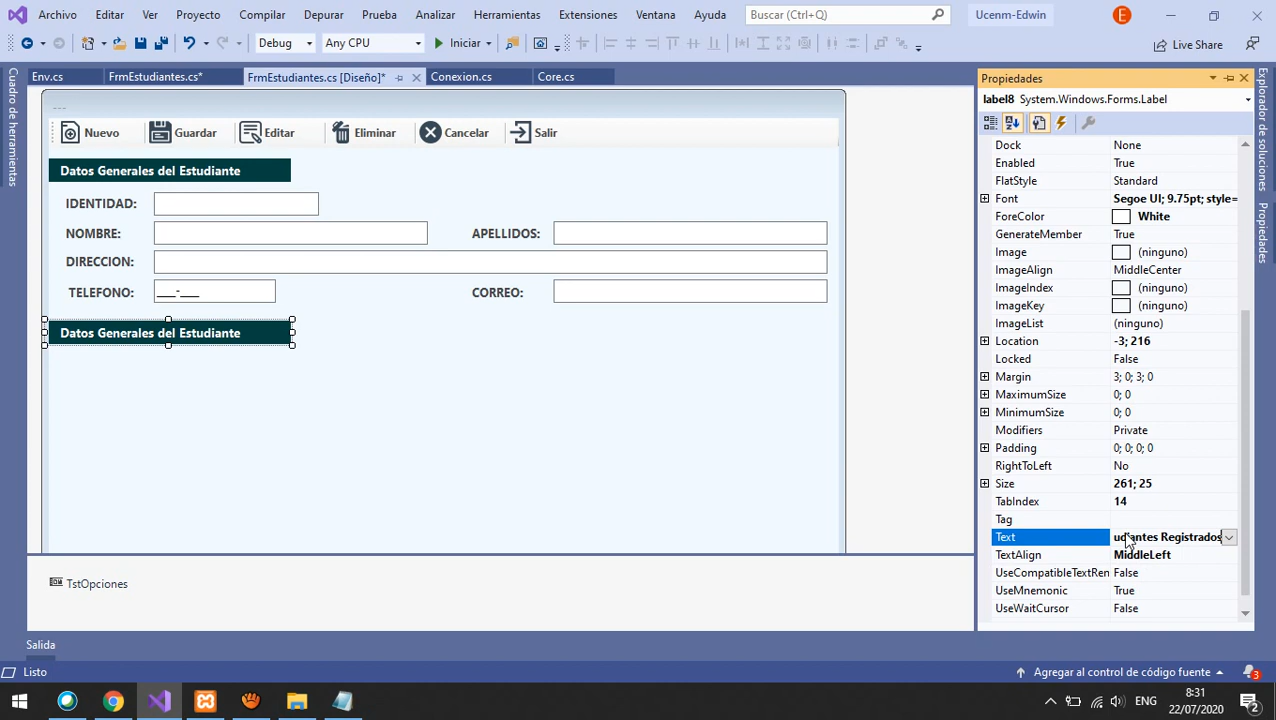 Archivo Editar Ver Proyecto Compilar Depurar Prueba Analizar Herramientas Extensiones Ventana Ayuda Buscar (Ctrl+Q) Ucenm-Edwin E
Debug Any CPU Iniciar Live Share
Cuadro de herramientas
Env.cs FrmEstudiantes.cs* FrmEstudiantes.cs [Diseño]* Conexion.cs Core.cs
Nuevo Guardar Editar Eliminar Cancelar Salir
Datos Generales del Estudiante
IDENTIDAD:
NOMBRE: APELLIDOS:
DIRECCION:
TELEFONO: ___-___ CORREO:
Datos Generales del Estudiante
TstOpciones
Propiedades
label8 System.Windows.Forms.Label
Dock None
Enabled True
FlatStyle Standard
Font Segoe UI; 9.75pt; style=
ForeColor White
GenerateMember True
Image (ninguno)
ImageAlign MiddleCenter
ImageIndex (ninguno)
ImageKey (ninguno)
ImageList (ninguno)
Location -3; 216
Locked False
Margin 3; 0; 3; 0
MaximumSize 0; 0
MinimumSize 0; 0
Modifiers Private
Padding 0; 0; 0; 0
RightToLeft No
Size 261; 25
TabIndex 14
Tag
Text udiantes Registrados
TextAlign MiddleLeft
UseCompatibleTextRen False
UseMnemonic True
UseWaitCursor False
Explorador de soluciones
Propiedades
Salida
Listo Agregar al control de código fuente 3
ENG 8:31
22/07/2020 2